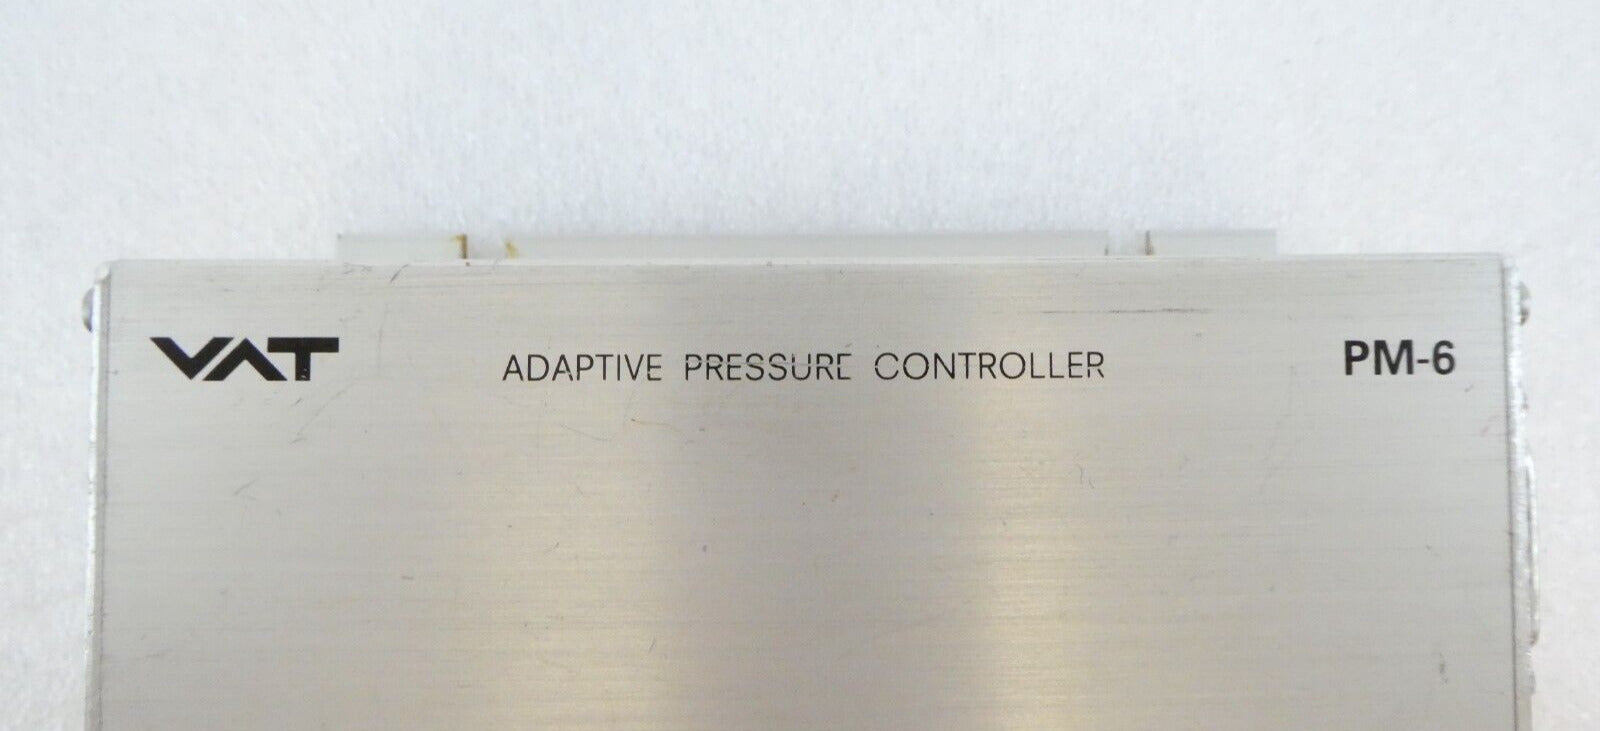 VAT ADAPTIVE PRESSURE CONTROLLER PM-6